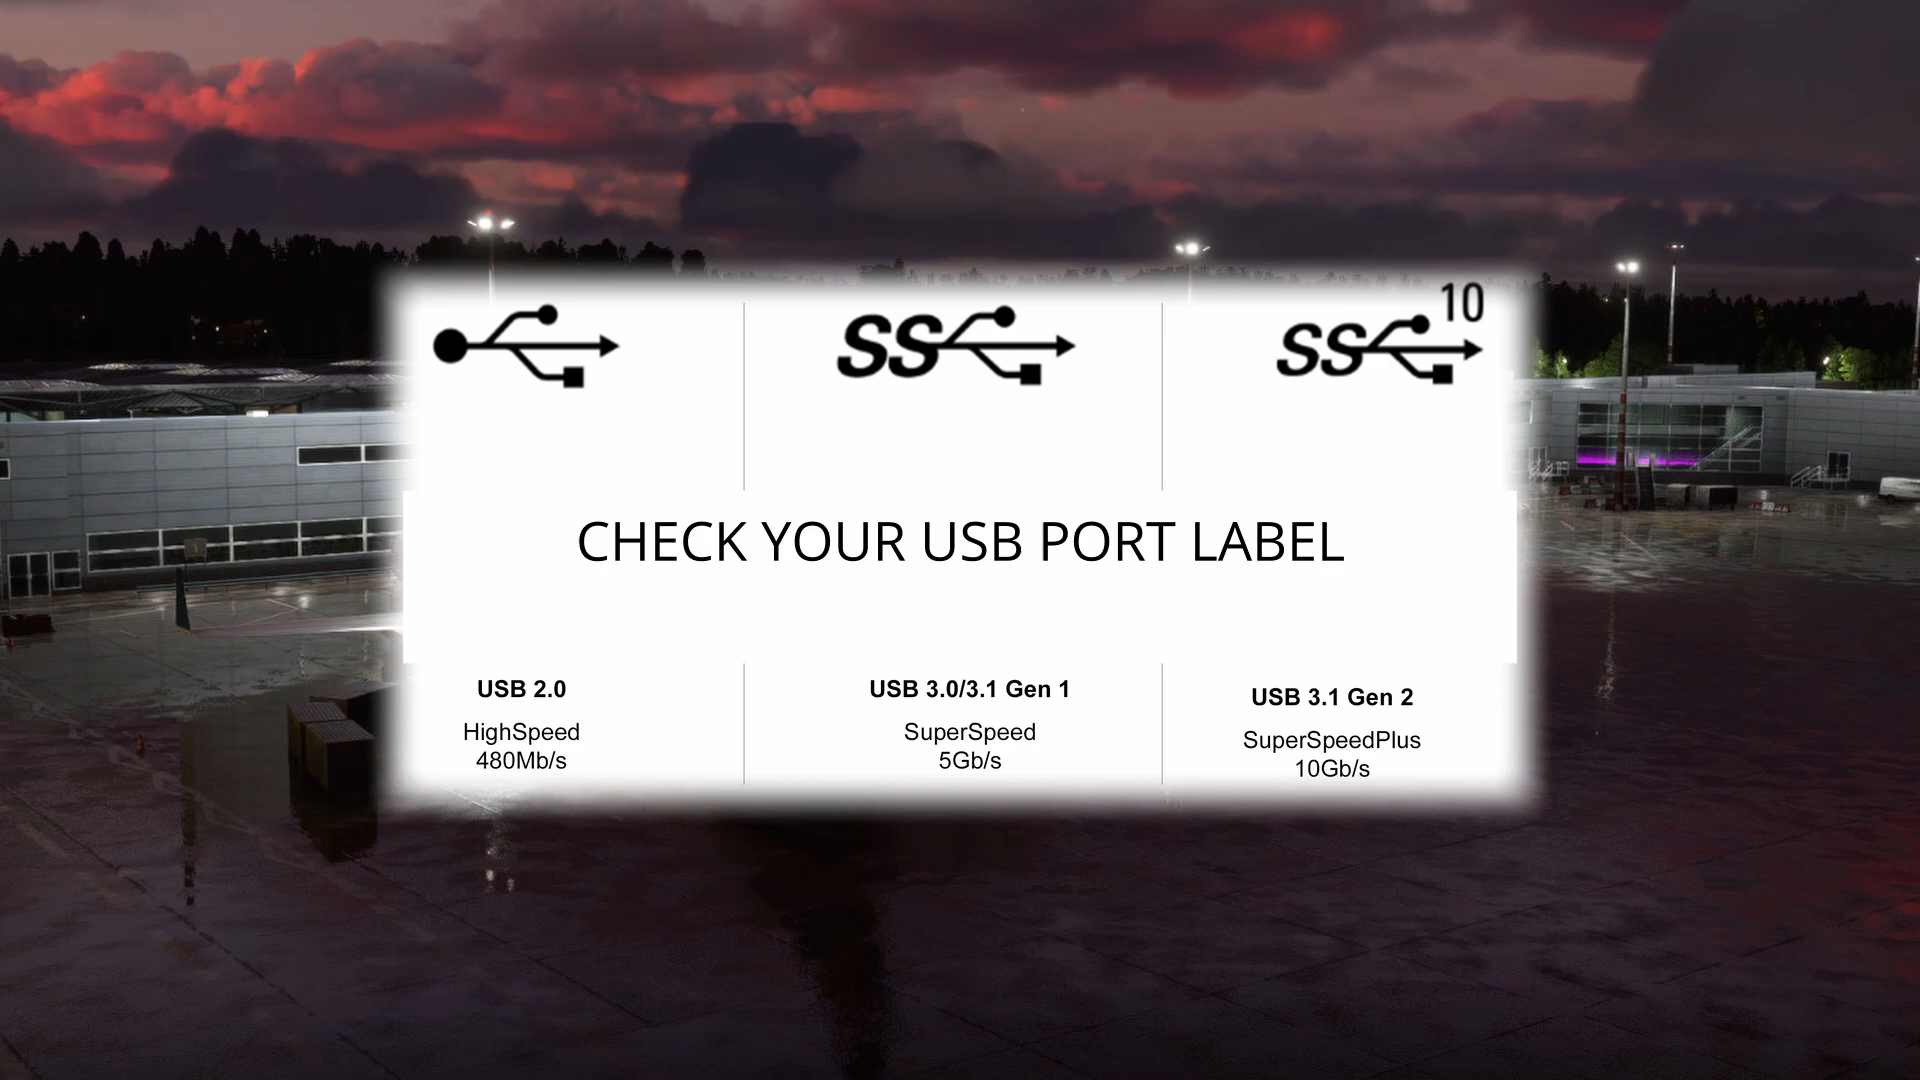 SS
SS 10
CHECK YOUR USB PORT LABEL
USB 2.0
HighSpeed
480Mb/s
USB 3.0/3.1 Gen 1
SuperSpeed
5Gb/s
USB 3.1 Gen 2
SuperSpeedPlus
10Gb/s